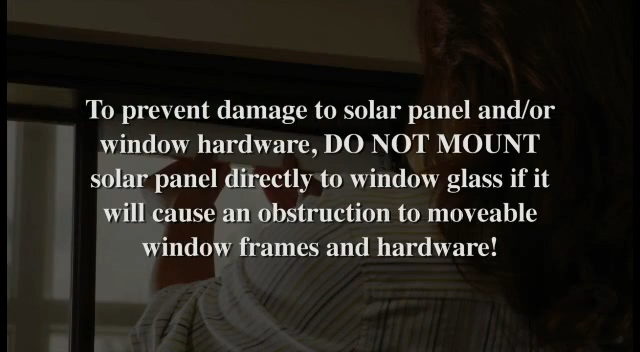 To prevent damage to solar panel and/or
window hardware, DO NOT MOUNT
solar panel directly to window glass if it
will cause an obstruction to moveable
window frames and hardware!